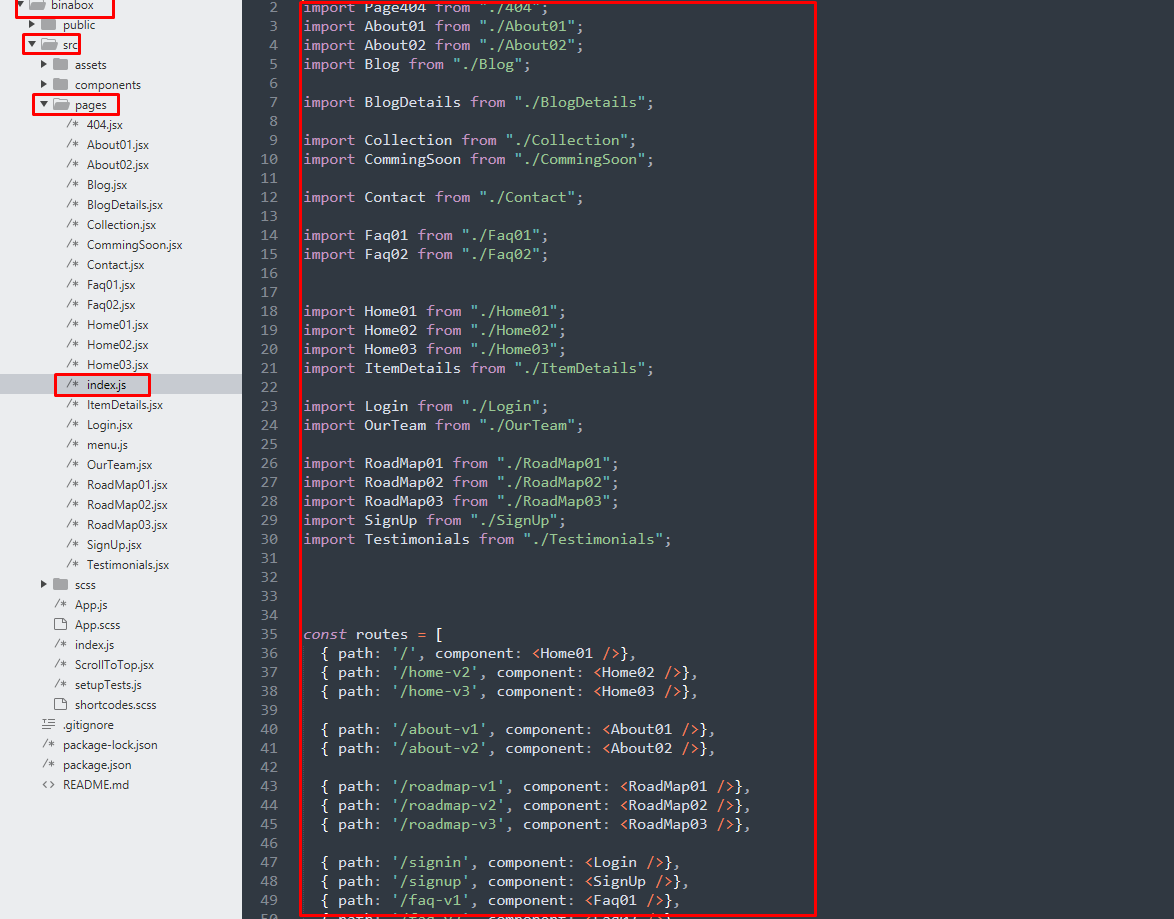 binabox
public
src
assets
components
pages
/* 404.jsx
/* About01.jsx
/* About02.jsx
/* Blog.jsx
/* BlogDetails.jsx
/* Collection.jsx
/* CommingSoon.jsx
/* Contact.jsx
/* Faq01.jsx
/* Faq02.jsx
/* Home01.jsx
/* Home02.jsx
/* Home03.jsx
/* index.js
/* ItemDetails.jsx
/* Login.jsx
/* menu.js
/* OurTeam.jsx
/* RoadMap01.jsx
/* RoadMap02.jsx
/* RoadMap03.jsx
/* SignUp.jsx
/* Testimonials.jsx
scss
/* App.js
App.scss
/* index.js
/* ScrollToTop.jsx
/* setupTests.js
shortcodes.scss
.gitignore
/* package-lock.json
/* package.json
<> README.md
2 import Page404 from "./404";
3 import About01 from "./About01";
4 import About02 from "./About02";
5 import Blog from "./Blog";
6
7 import BlogDetails from "./BlogDetails";
8
9 import Collection from "./Collection";
10 import CommingSoon from "./CommingSoon";
11
12 import Contact from "./Contact";
13
14 import Faq01 from "./Faq01";
15 import Faq02 from "./Faq02";
16
17
18 import Home01 from "./Home01";
19 import Home02 from "./Home02";
20 import Home03 from "./Home03";
21 import ItemDetails from "./ItemDetails";
22
23 import Login from "./Login";
24 import OurTeam from "./OurTeam";
25
26 import RoadMap01 from "./RoadMap01";
27 import RoadMap02 from "./RoadMap02";
28 import RoadMap03 from "./RoadMap03";
29 import SignUp from "./SignUp";
30 import Testimonials from "./Testimonials";
31
32
33
34
35 const routes = [
36 { path: '/', component: <Home01 />},
37 { path: '/home-v2', component: <Home02 />},
38 { path: '/home-v3', component: <Home03 />},
39
40 { path: '/about-v1', component: <About01 />},
41 { path: '/about-v2', component: <About02 />},
42
43 { path: '/roadmap-v1', component: <RoadMap01 />},
44 { path: '/roadmap-v2', component: <RoadMap02 />},
45 { path: '/roadmap-v3', component: <RoadMap03 />},
46
47 { path: '/signin', component: <Login />},
48 { path: '/signup', component: <SignUp />},
49 { path: '/faq-v1', component: <Faq01 />},